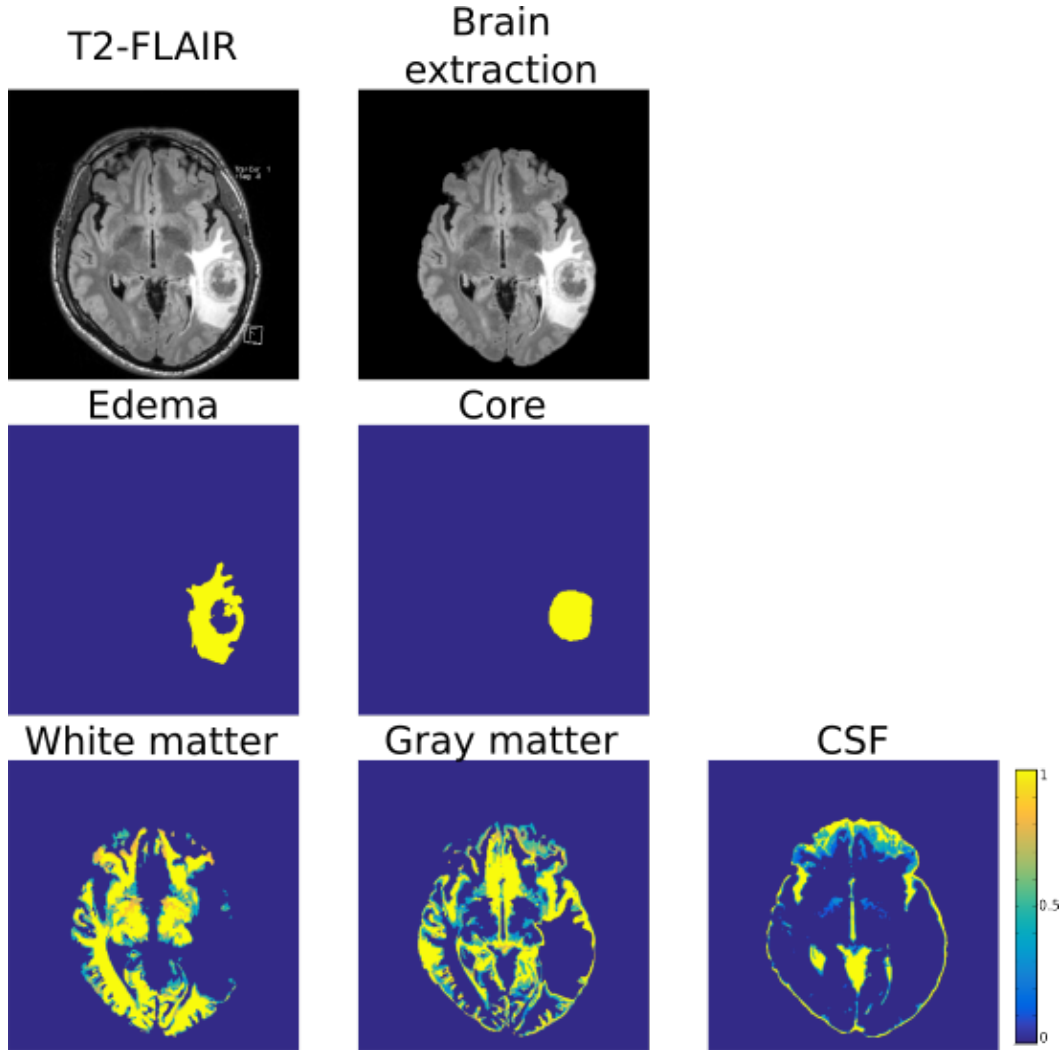 T2-FLAIR
Brain
extraction
Edema
Core
White matter
Gray matter
CSF
1
0.5
0